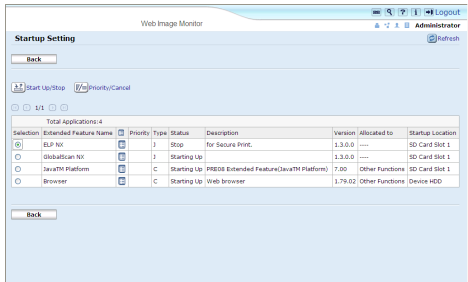 Logout
Web Image Monitor
Administrator
Startup Setting
Refresh
Back
Start Up/Stop Priority/Cancel
1/1
Total Applications:4
Selection Extended Feature Name Priority Type Status Description Version Allocated to Startup Location
ELP NX J Stop for Secure Print. 1.3.0.0 ---- SD Card Slot 1
GlobalScan NX J Starting Up 1.3.0.0 ---- SD Card Slot 1
JavaTM Platform C Starting Up PRE08 Extended Feature(JavaTM Platform) 7.00 Other Functions SD Card Slot 1
Browser C Starting Up Web browser 1.79.02 Other Functions Device HDD
Back